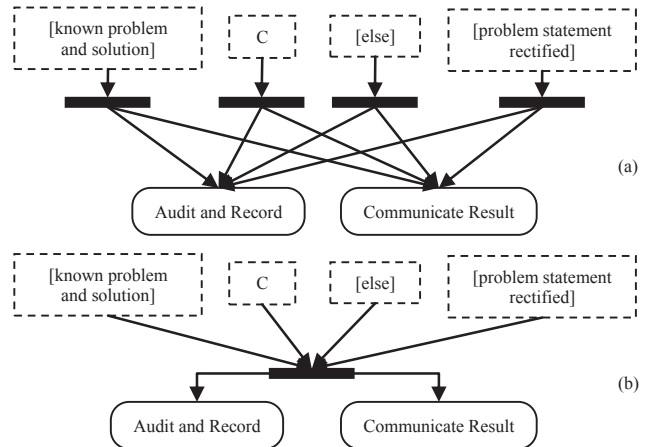 [known problem
and solution]
C
[else]
[problem statement
rectified]
(a)
Audit and Record
Communicate Result
[known problem
and solution]
C
[else]
[problem statement
rectified]
(b)
Audit and Record
Communicate Result